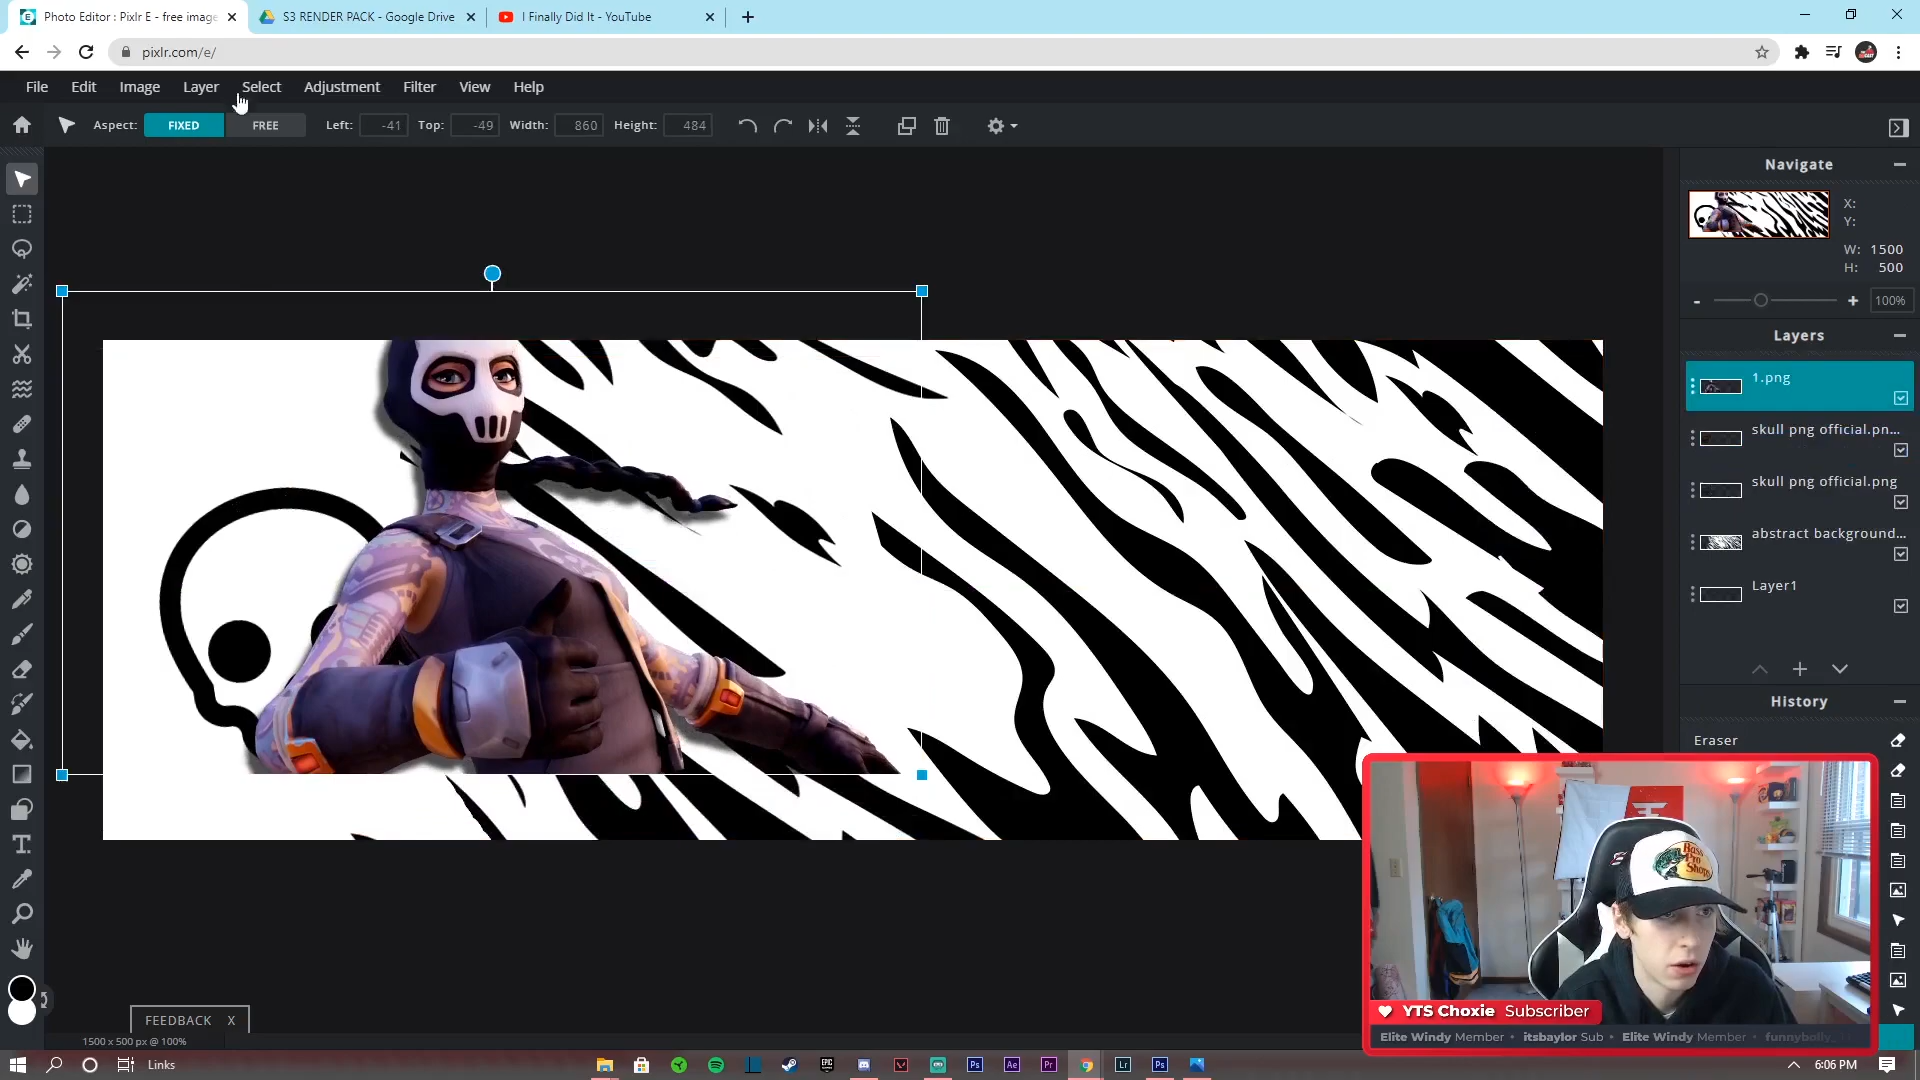 Photo Editor : Pixlr E - free image
S3 RENDER PACK - Google Drive
I Finally Did It - YouTube
pixlr.com/e/
File Edit Image Layer Select Adjustment Filter View Help
Aspect: FIXED FREE Left: -41 Top: -49 Width: 860 Height: 484
Navigate
X:
Y:
W: 1500
H: 500
100%
Layers
1.png
skull png official.pn...
skull png official.png
abstract background...
Layer1
History
Eraser
Bass Pro Shops
YTS Choxie Subscriber
Elite Windy Member • itsbaylor Sub • Elite Windy Member •
FEEDBACK X
1500 x 500 px @ 100%
Links
6:06 PM